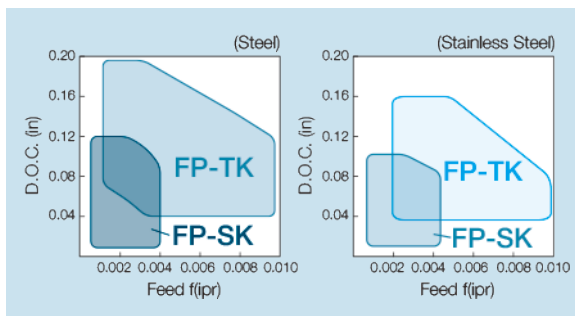 (Steel)
0.20
0.16
0.12
0.08
0.04
D.O.C. (in)
FP-TK
FP-SK
0.002 0.004 0.006 0.008 0.010
Feed f(ipr)
(Stainless Steel)
0.20
0.16
0.12
0.08
0.04
D.O.C. (in)
FP-TK
FP-SK
0.002 0.004 0.006 0.008 0.010
Feed f(ipr)